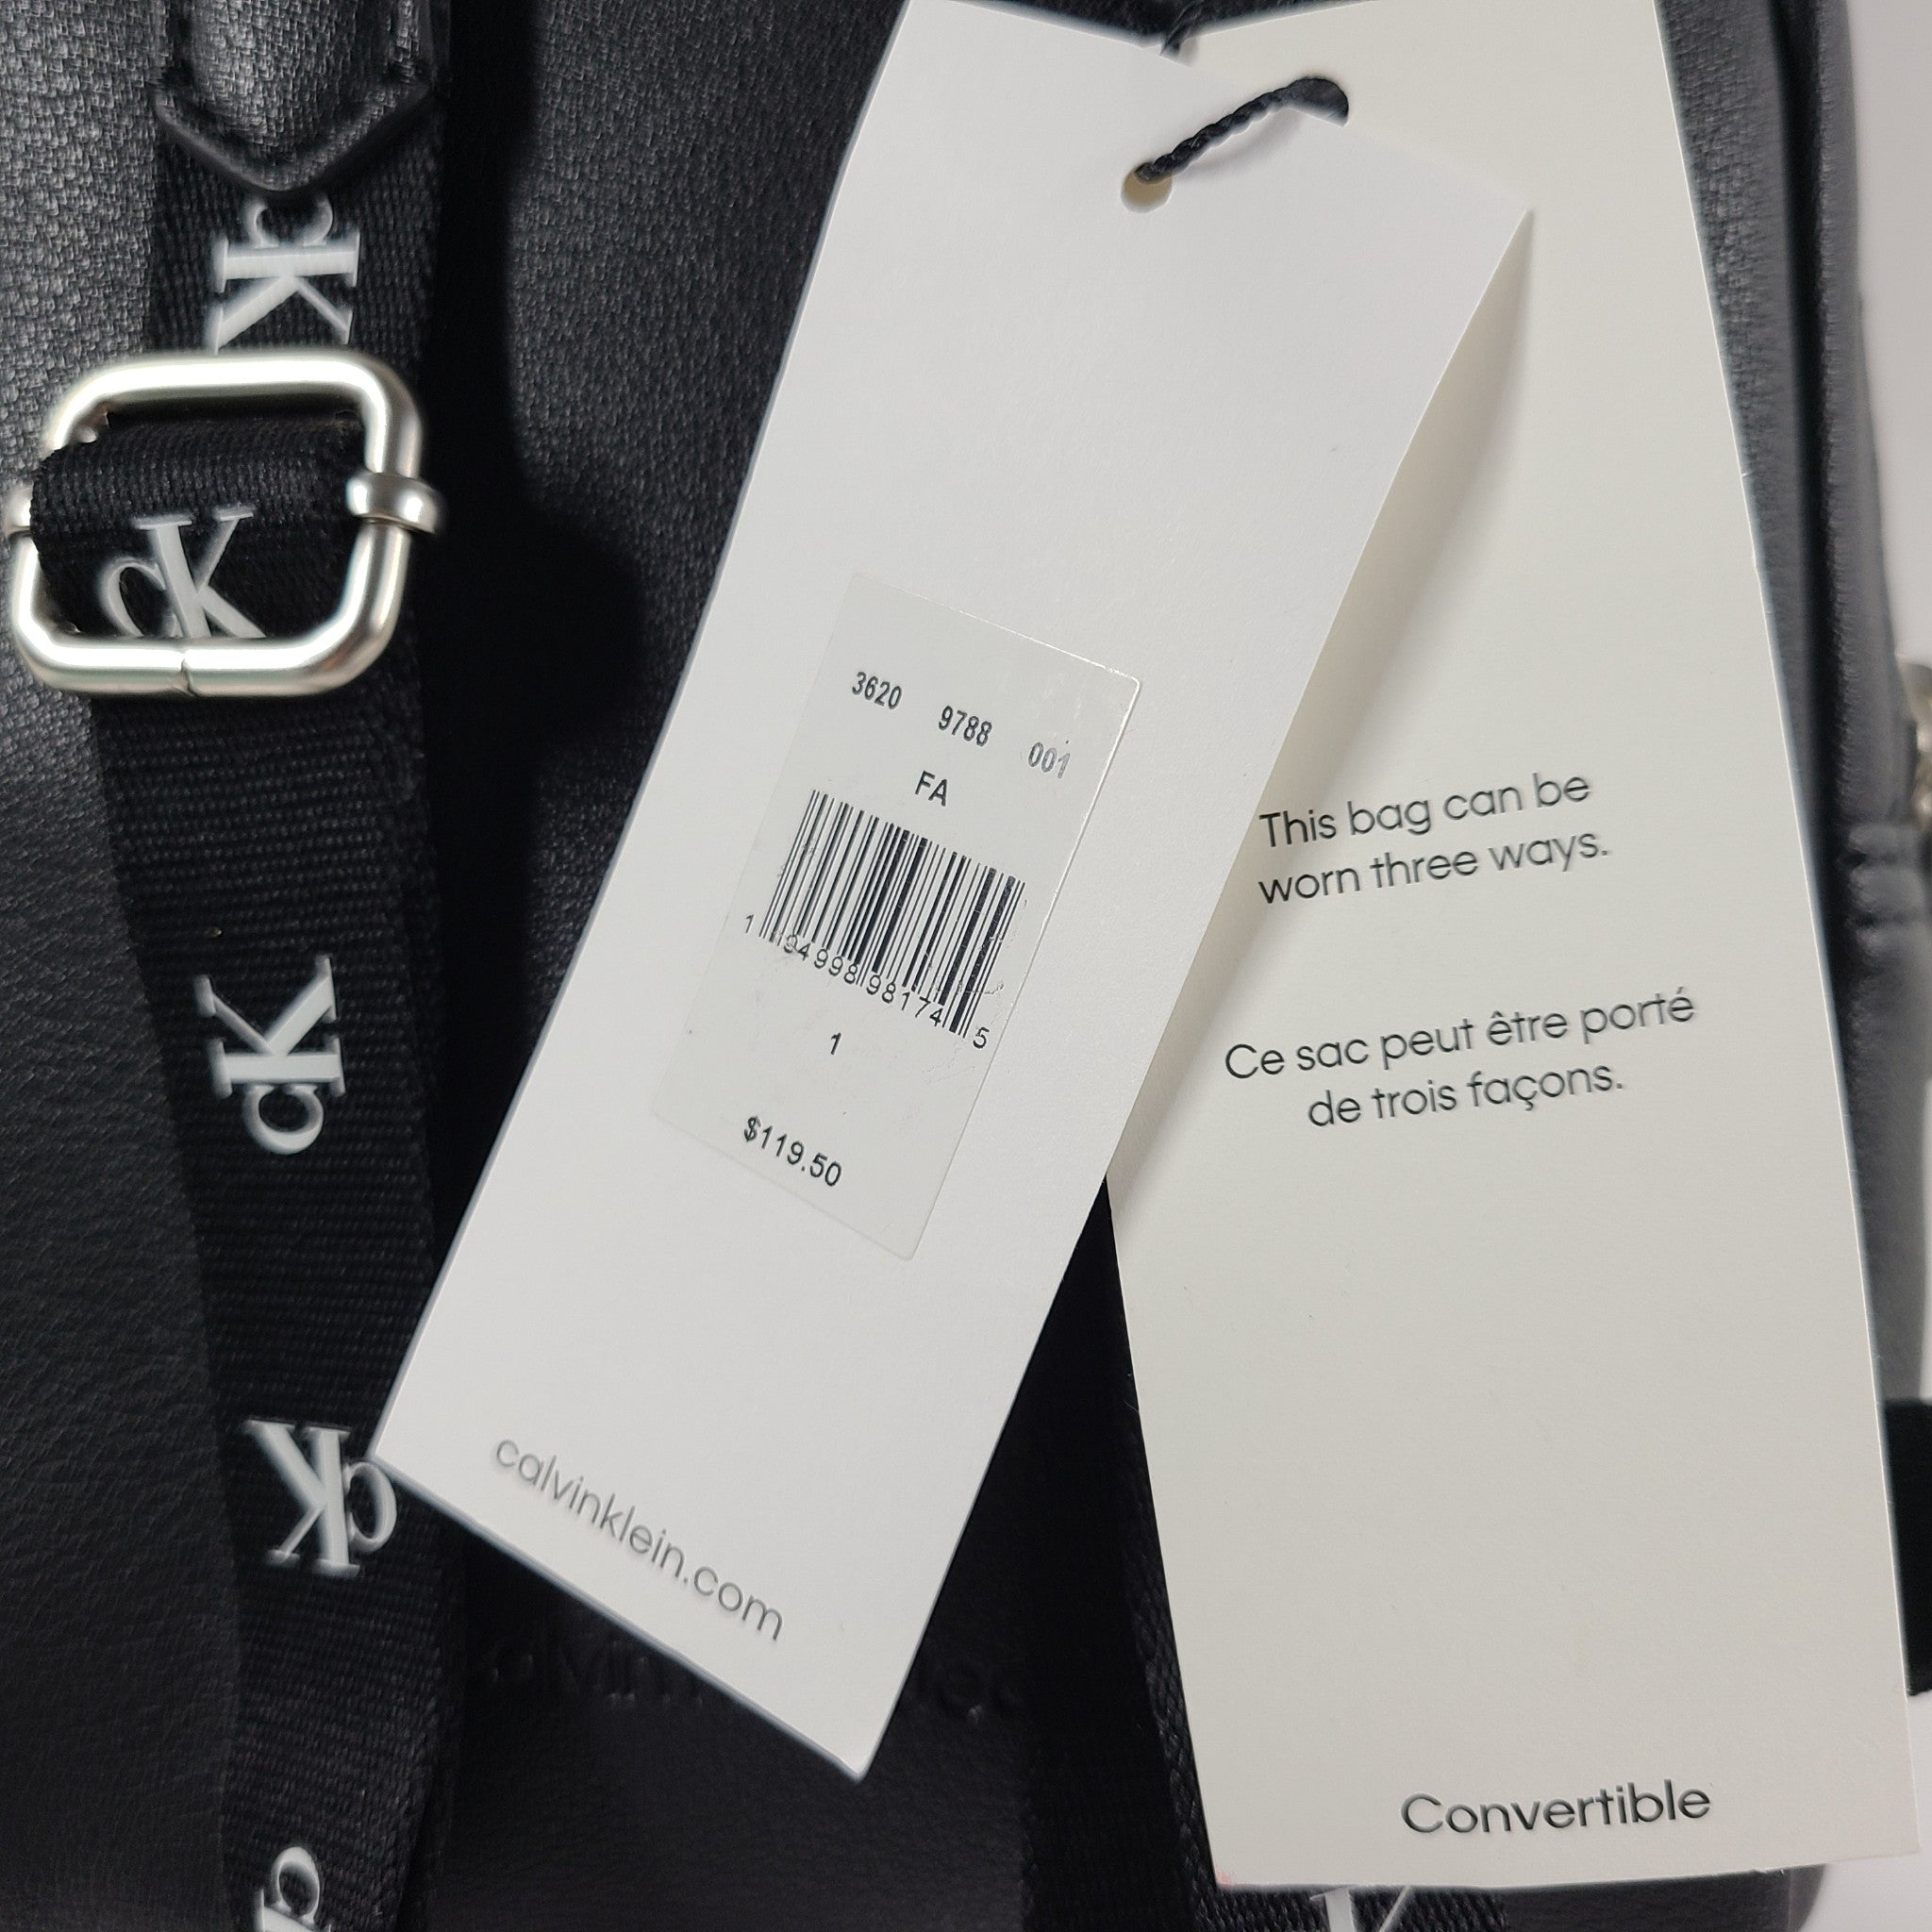 cK
cK
cK
cK
3620 9788 001
FA
1 94998 98174 5
1
$119.50
calvinklein.com
This bag can be
worn three ways.
Ce sac peut être porté
de trois façons.
Convertible